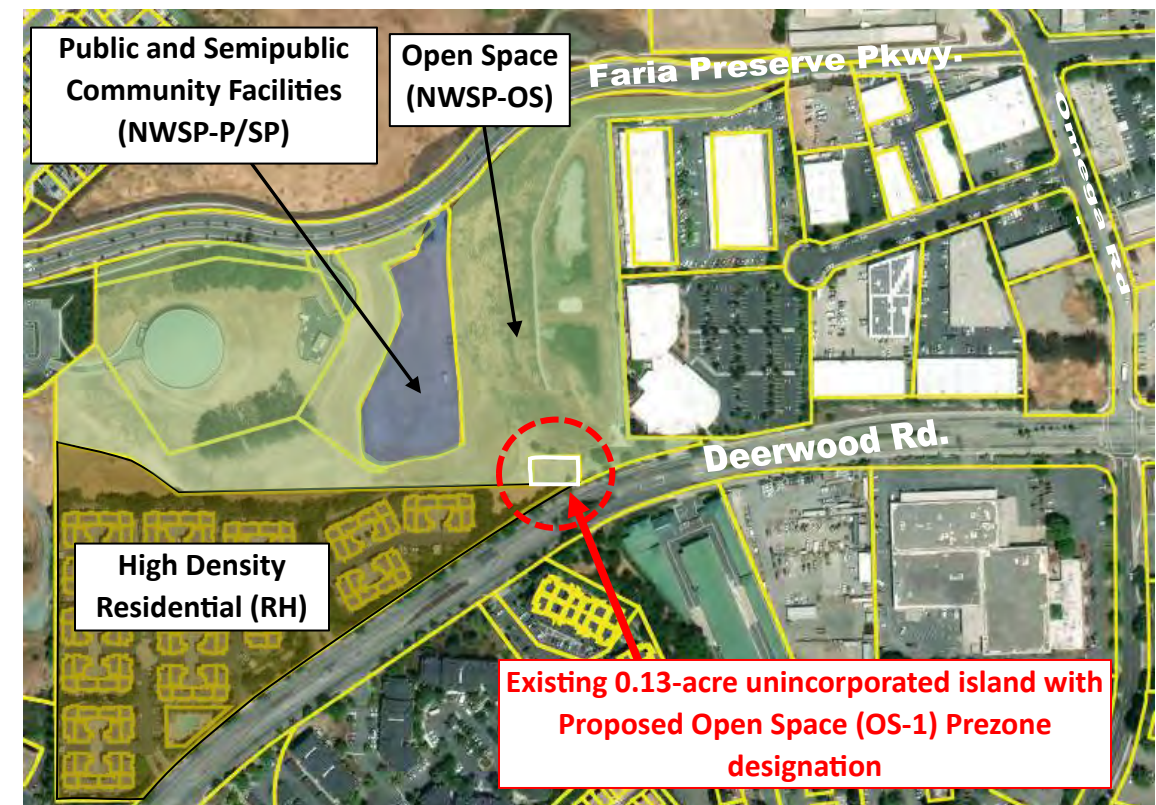 Public and Semipublic
Community Facilities
(NWSP-P/SP)
Open Space
(NWSP-OS)
Faria Preserve Pkwy.
Omega Rd
Deerwood Rd.
High Density
Residential (RH)
Existing 0.13-acre unincorporated island with
Proposed Open Space (OS-1) Prezone
designation